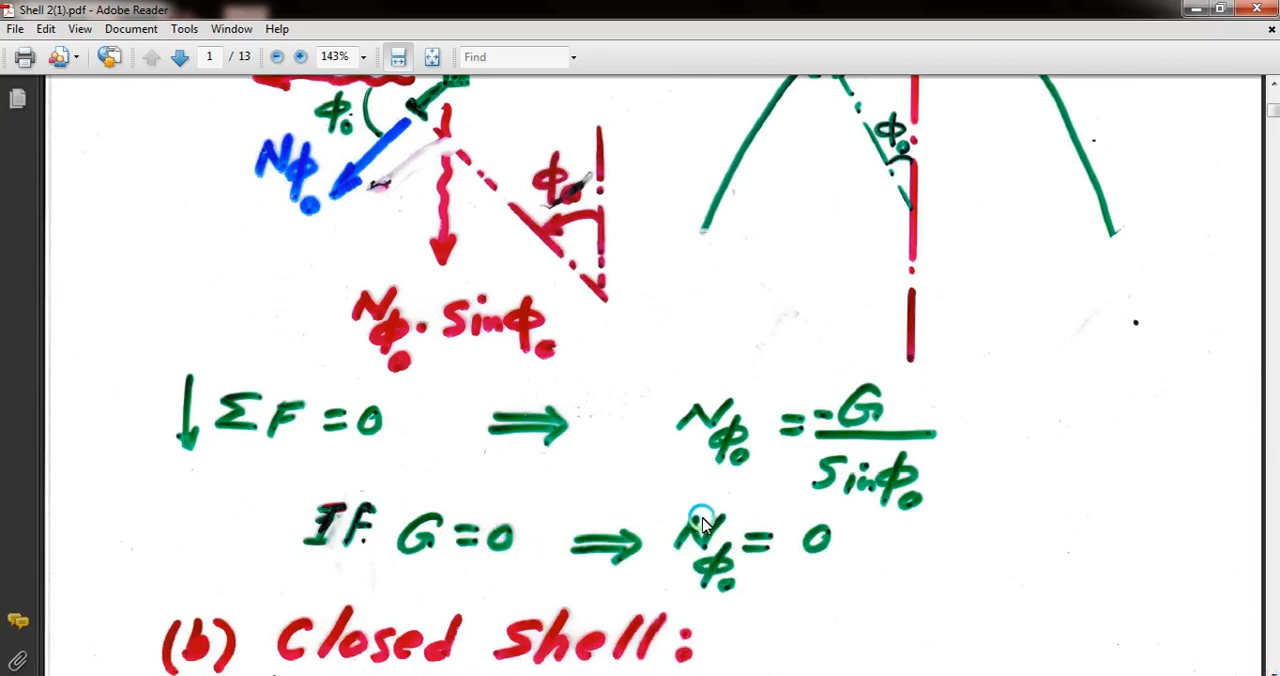 Shell 2(1).pdf - Adobe Reader
File Edit View Document Tools Window Help
1 / 13 143% Find
ϕ₀
Nϕ₀
ϕ₀
ϕ₀
Nϕ₀ . Sinϕ₀
↓ ΣF = 0 ⟹ Nϕ₀ = -G / Sinϕ₀
If G = 0 ⟹ Nϕ₀ = 0
(b) Closed Shell: